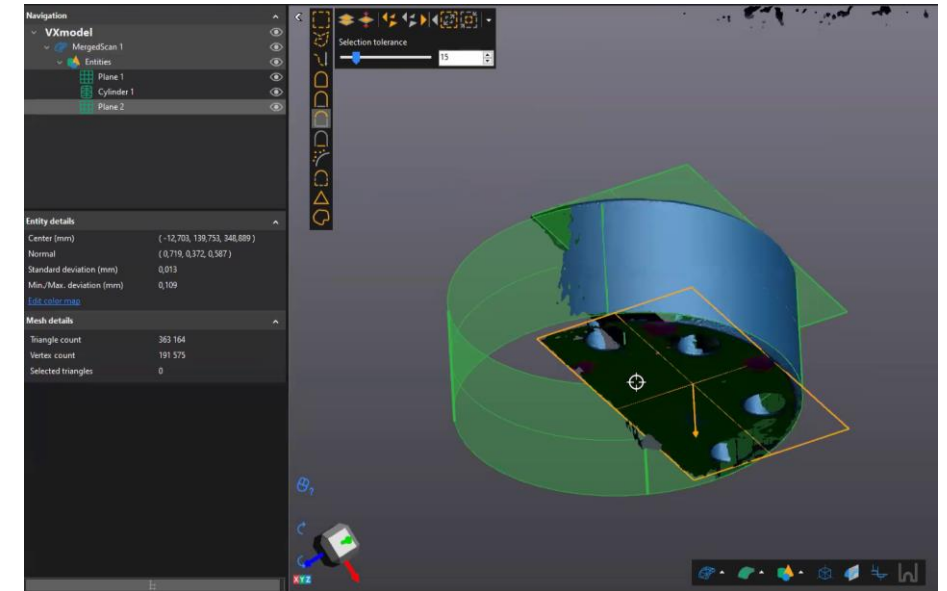 Navigation
VXmodel
MergedScan 1
Entities
Plane 1
Cylinder 1
Plane 2
Entity details
Center [mm] ( -12,703, 139,753, 348,889 )
Normal ( 0,719, 0,372, 0,587 )
Standard deviation (mm) 0,013
Min./Max. deviation (mm) 0,109
Edit color map
Mesh details
Triangle count 363 164
Vertex count 191 575
Selected triangles 0
Selection tolerance
15
?
XYZ